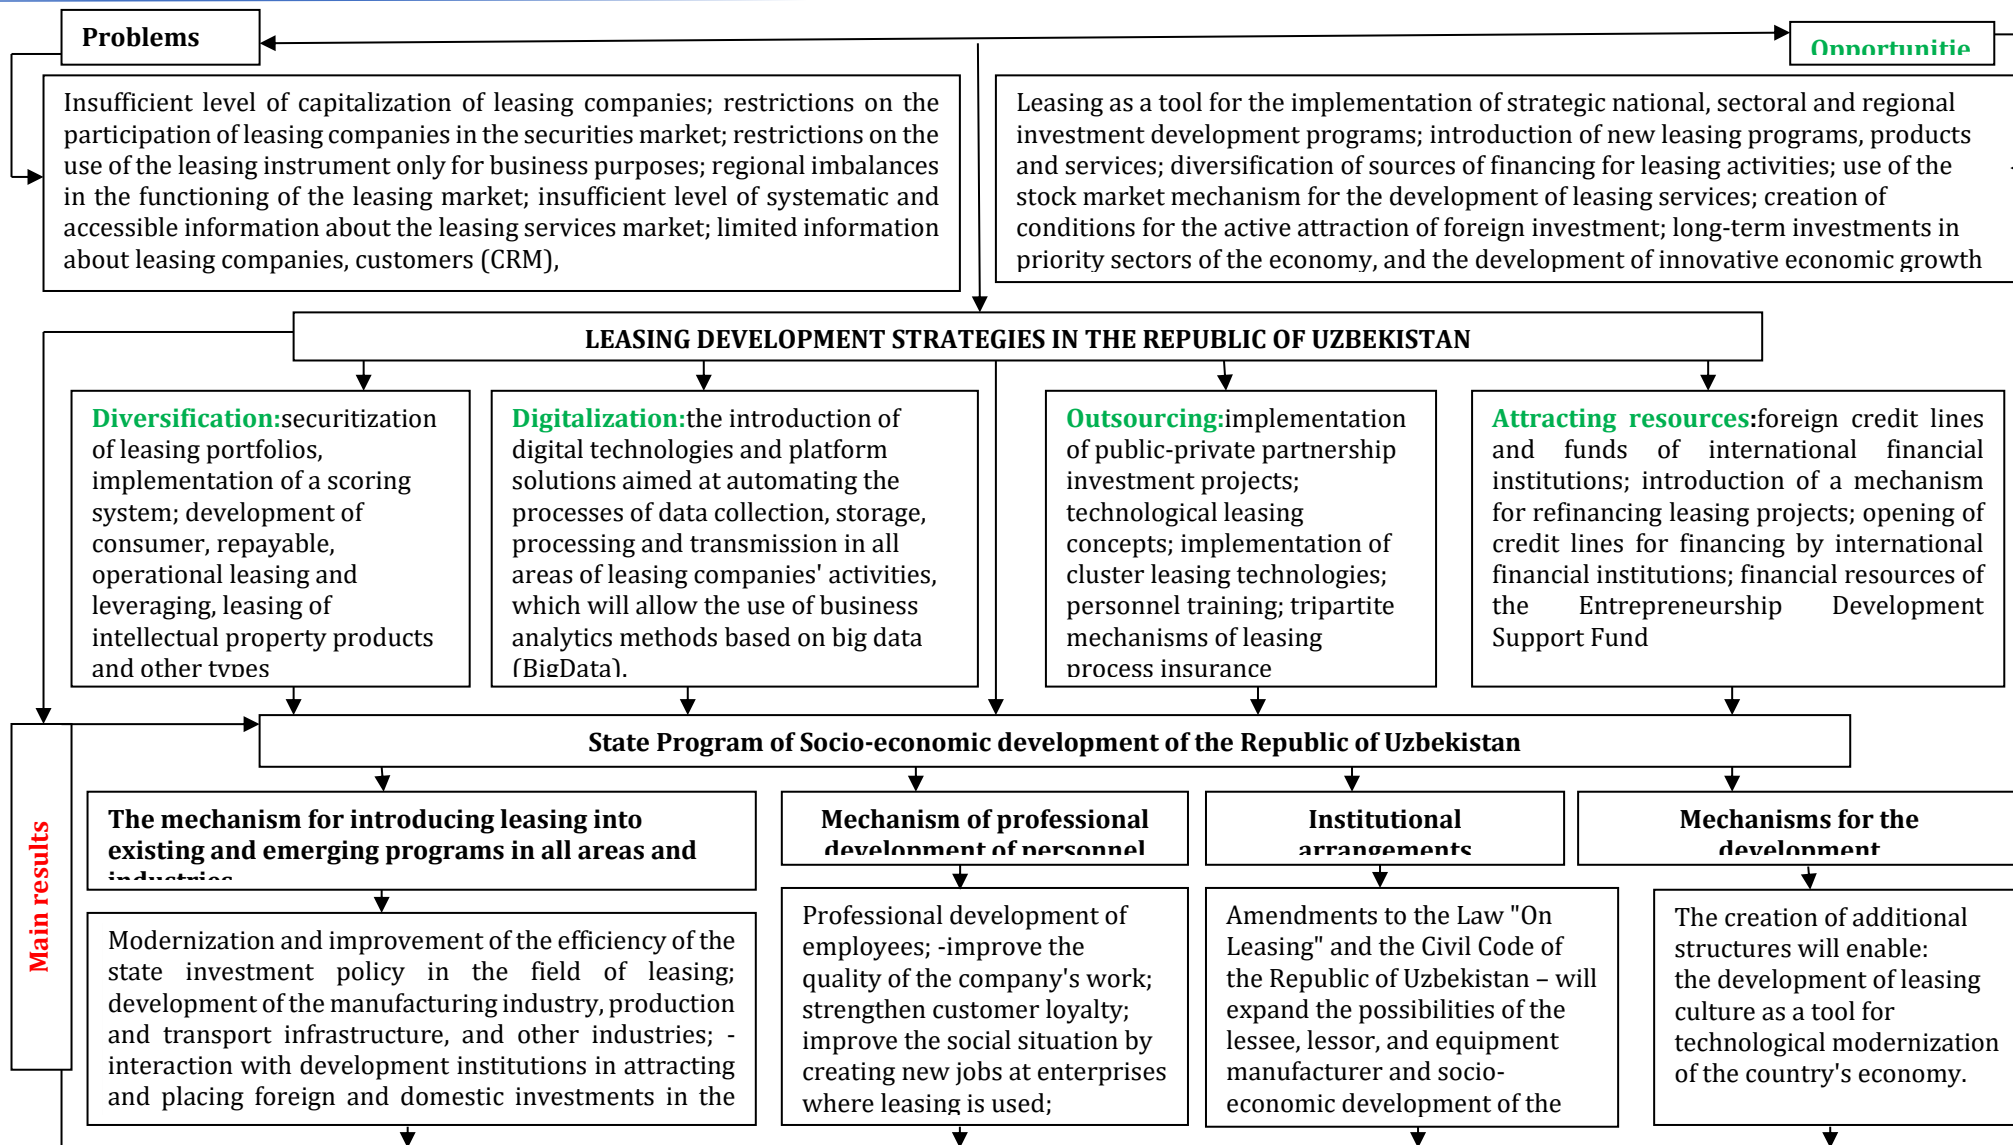 Problems
Opportunitie
Insufficient level of capitalization of leasing companies; restrictions on the
participation of leasing companies in the securities market; restrictions on the
use of the leasing instrument only for business purposes; regional imbalances
in the functioning of the leasing market; insufficient level of systematic and
accessible information about the leasing services market; limited information
about leasing companies, customers (CRM),
Leasing as a tool for the implementation of strategic national, sectoral and regional
investment development programs; introduction of new leasing programs, products
and services; diversification of sources of financing for leasing activities; use of the
stock market mechanism for the development of leasing services; creation of
conditions for the active attraction of foreign investment; long-term investments in
priority sectors of the economy, and the development of innovative economic growth
LEASING DEVELOPMENT STRATEGIES IN THE REPUBLIC OF UZBEKISTAN
Diversification:securitization
of leasing portfolios,
implementation of a scoring
system; development of
consumer, repayable,
operational leasing and
leveraging, leasing of
intellectual property products
and other types
Digitalization:the introduction of
digital technologies and platform
solutions aimed at automating the
processes of data collection, storage,
processing and transmission in all
areas of leasing companies' activities,
which will allow the use of business
analytics methods based on big data
(BigData).
Outsourcing:implementation
of public-private partnership
investment projects;
technological leasing
concepts; implementation of
cluster leasing technologies;
personnel training; tripartite
mechanisms of leasing
process insurance
Attracting resources:foreign credit lines
and funds of international financial
institutions; introduction of a mechanism
for refinancing leasing projects; opening of
credit lines for financing by international
financial institutions; financial resources of
the Entrepreneurship Development
Support Fund
State Program of Socio-economic development of the Republic of Uzbekistan
Main results
The mechanism for introducing leasing into
existing and emerging programs in all areas and
industries
Mechanism of professional
development of personnel
Institutional
arrangements
Mechanisms for the
development
Modernization and improvement of the efficiency of the
state investment policy in the field of leasing;
development of the manufacturing industry, production
and transport infrastructure, and other industries; -
interaction with development institutions in attracting
and placing foreign and domestic investments in the
Professional development of
employees; -improve the
quality of the company's work;
strengthen customer loyalty;
improve the social situation by
creating new jobs at enterprises
where leasing is used;
Amendments to the Law "On
Leasing" and the Civil Code of
the Republic of Uzbekistan – will
expand the possibilities of the
lessee, lessor, and equipment
manufacturer and socio-
economic development of the
The creation of additional
structures will enable:
the development of leasing
culture as a tool for
technological modernization
of the country's economy.